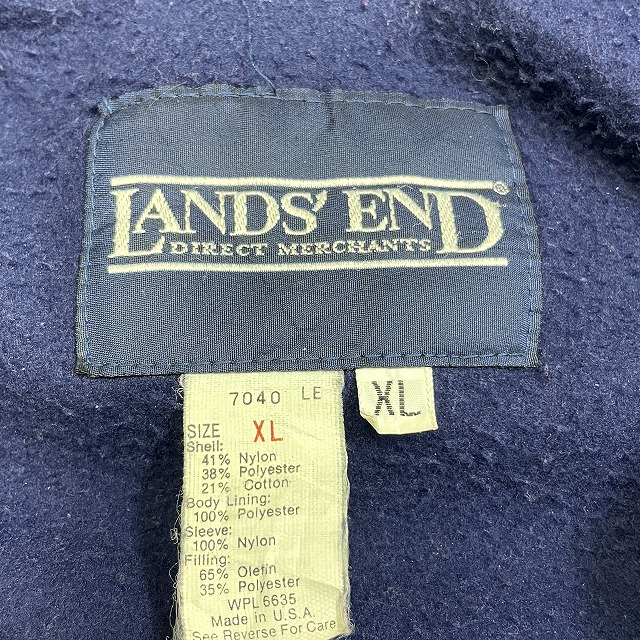 LANDS' END®
DIRECT MERCHANTS
7040 LE
XL
SIZE XL
Shell:
41% Nylon
38% Polyester
21% Cotton
Body Lining:
100% Polyester
Sleeve:
100% Nylon
Filling:
65% Olefin
35% Polyester
WPL 6635
Made in U.S.A.
See Reverse For Care